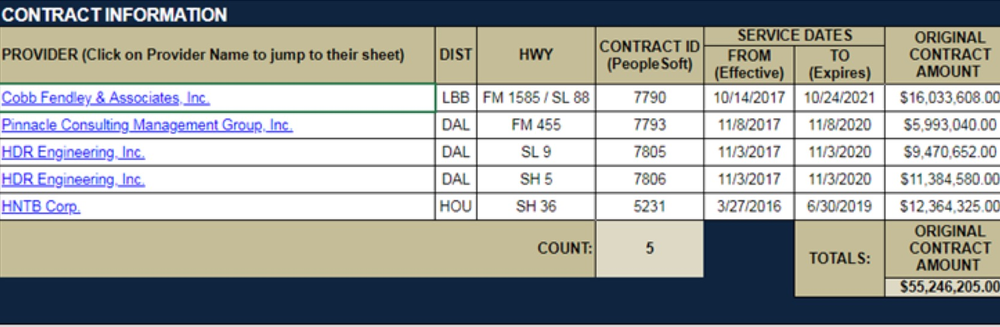 CONTRACT INFORMATION
PROVIDER (Click on Provider Name to jump to their sheet) DIST HWY CONTRACT ID (PeopleSoft) SERVICE DATES FROM (Effective) TO (Expires) ORIGINAL CONTRACT AMOUNT
Cobb Fendley & Associates, Inc. LBB FM 1585 / SL 88 7790 10/14/2017 10/24/2021 $16,033,608.00
Pinnacle Consulting Management Group, Inc. DAL FM 455 7793 11/8/2017 11/8/2020 $5,993,040.00
HDR Engineering, Inc. DAL SL 9 7805 11/3/2017 11/3/2020 $9,470,652.00
HDR Engineering, Inc. DAL SH 5 7806 11/3/2017 11/3/2020 $11,384,580.00
HNTB Corp. HOU SH 36 5231 3/27/2016 6/30/2019 $12,364,325.00
COUNT: 5 TOTALS: ORIGINAL CONTRACT AMOUNT
$55,246,205.00